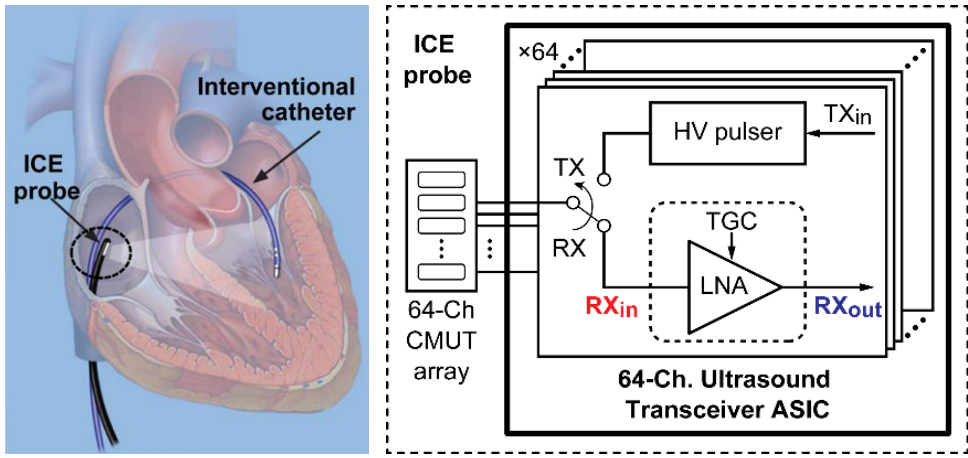 Interventional
catheter
ICE
probe
ICE
probe
×64
HV pulser
TXin
TX
RX
TGC
LNA
RXin
RXout
64-Ch
CMUT
array
64-Ch. Ultrasound
Transceiver ASIC